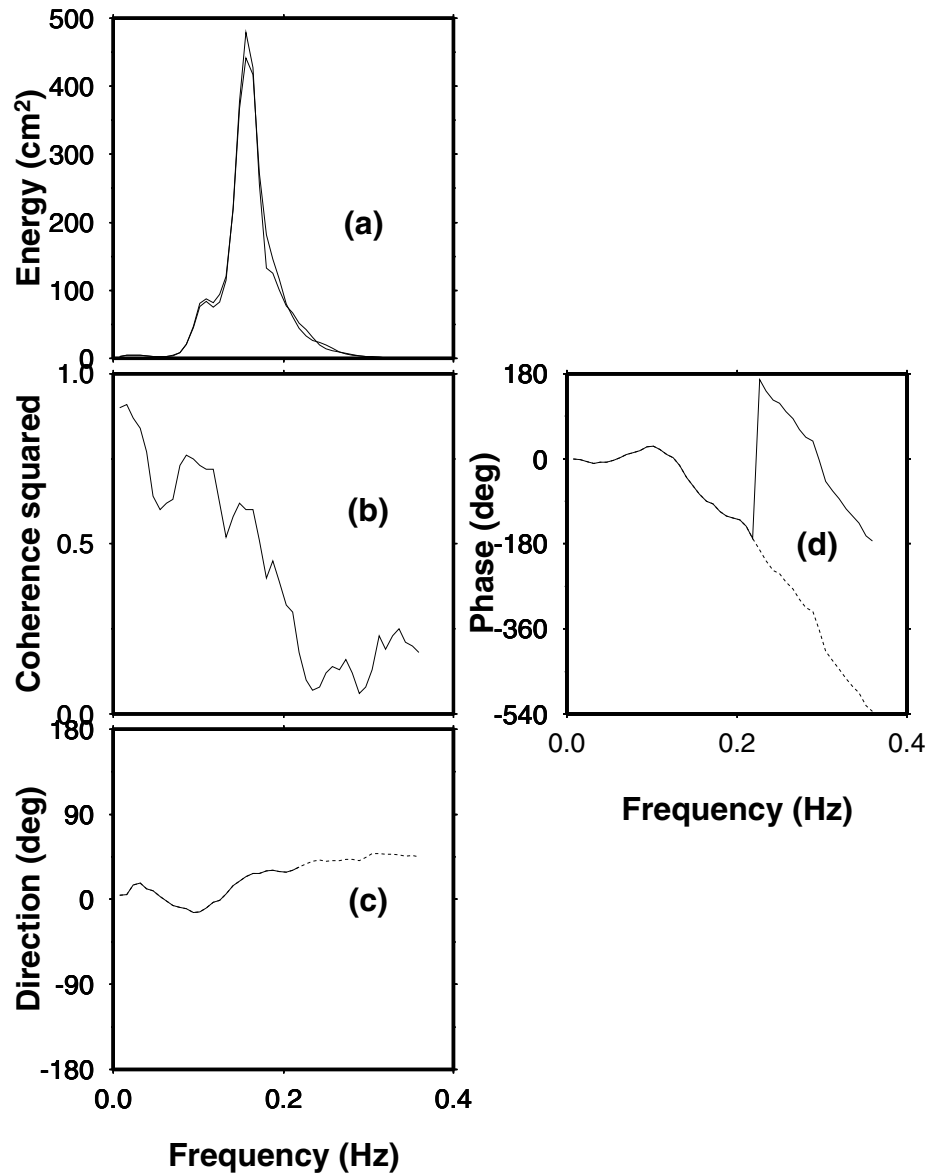 500
400
300
200
100
0
Energy (cm²)
(a)
1.0
0.5
0.0
Coherence squared
(b)
180
90
0
-90
-180
Direction (deg)
(c)
0.0 0.2 0.4
Frequency (Hz)
180
0
-180
-360
-540
Phase (deg)
(d)
0.0 0.2 0.4
Frequency (Hz)